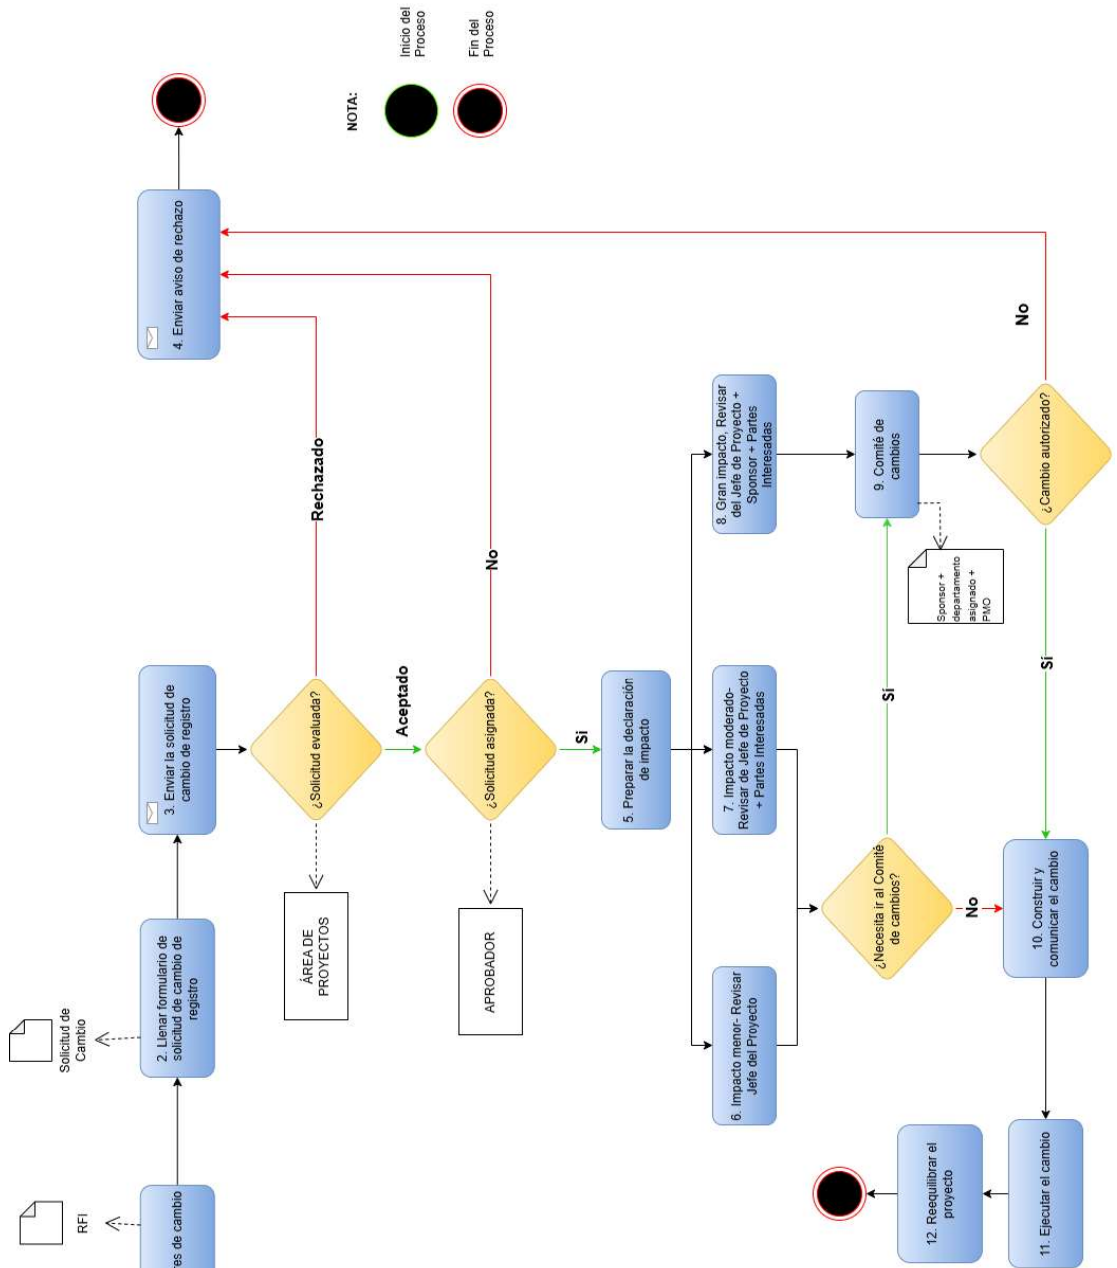 RFI
res de cambio
Solicitud de
Cambio
2. Llenar formulario de
solicitud de cambio de
registro
3. Enviar la solicitud de
cambio de registro
4. Enviar aviso de rechazo
ÁREA DE
PROYECTOS
¿Solicitud evaluada?
Rechazado
Aceptado
APROBADOR
¿Solicitud asignada?
No
Si
5. Preparar la declaración
de impacto
6. Impacto menor- Revisar
Jefe del Proyecto
7. Impacto moderado-
Revisar de Jefe de Proyecto
+ Partes Interesadas
8. Gran impacto, Revisar
del Jefe de Proyecto +
Sponsor + Partes
Interesadas
¿Necesita ir al Comité
de cambios?
Sí
No
9. Comité de
cambios
Sponsor +
departamento
asignado +
PMO
¿Cambio autorizado?
No
Sí
10. Construir y
comunicar el cambio
11. Ejecutar el cambio
12. Reequilibrar el
proyecto
NOTA:
Inicio del
Proceso
Fin del
Proceso